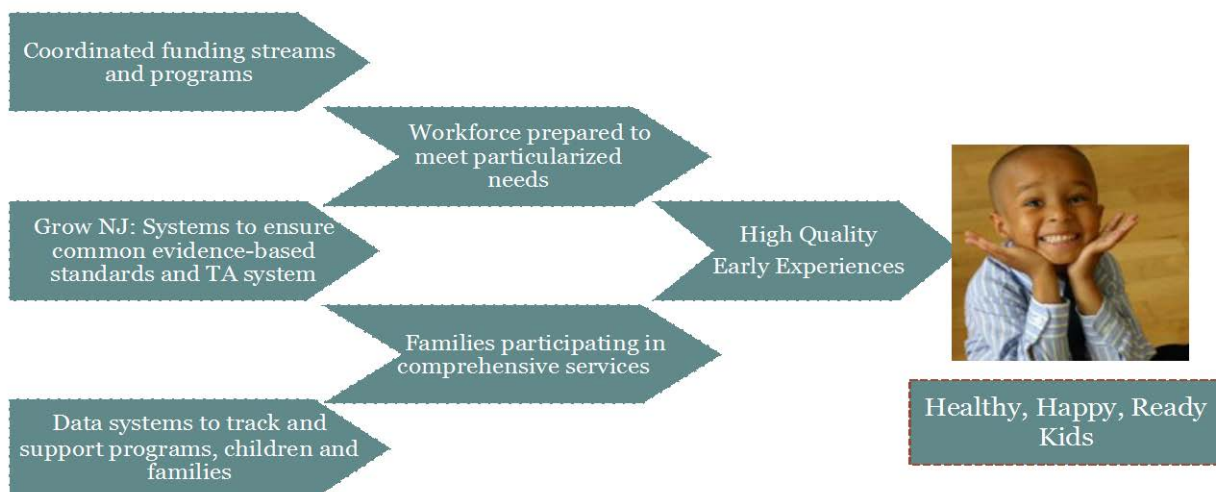 Coordinated funding streams
and programs
Workforce prepared to
meet particularized
needs
Grow NJ: Systems to ensure
common evidence-based
standards and TA system
High Quality
Early Experiences
Families participating in
comprehensive services
Data systems to track and
support programs, children and
families
Healthy, Happy, Ready
Kids